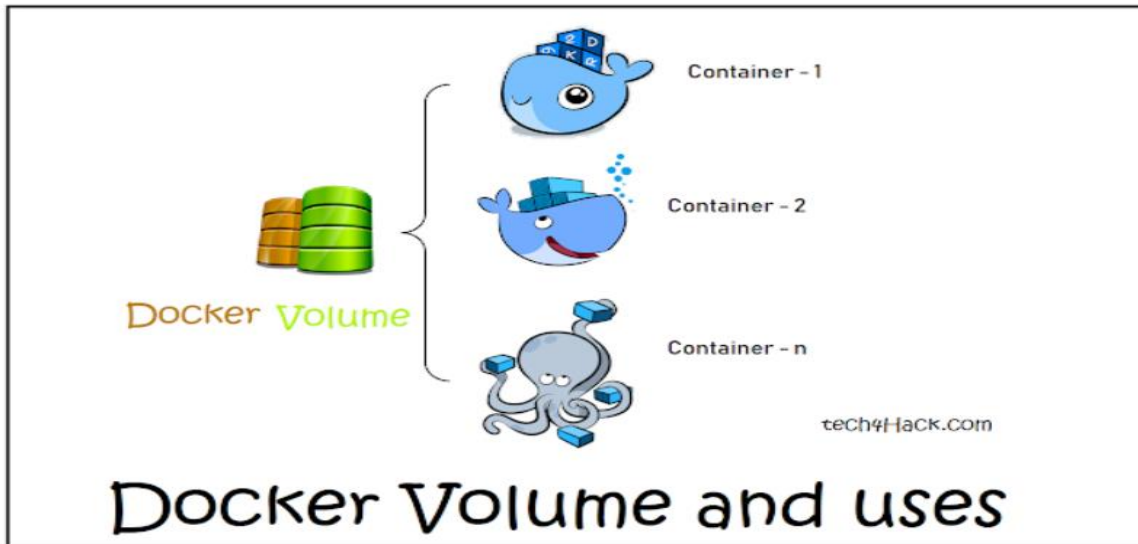 Container - 1
Container - 2
Docker Volume
Container - n
tech4Hack.com
Docker Volume and uses